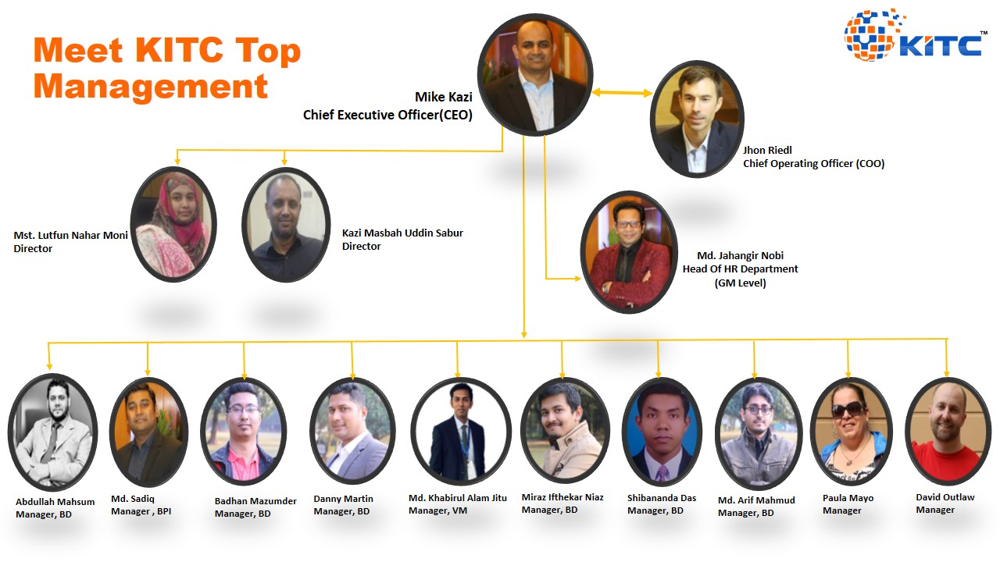 Meet KITC Top
Management
KITC™
Mike Kazi
Chief Executive Officer(CEO)
Jhon Riedl
Chief Operating Officer (COO)
Mst. Lutfun Nahar Moni
Director
Kazi Masbah Uddin Sabur
Director
Md. Jahangir Nobi
Head Of HR Department
(GM Level)
Abdullah Mahsum
Manager, BD
Md. Sadiq
Manager , BPI
Badhan Mazumder
Manager, BD
Danny Martin
Manager, BD
Md. Khabirul Alam Jitu
Manager, VM
Miraz Ifthekar Niaz
Manager, BD
Shibananda Das
Manager, BD
Md. Arif Mahmud
Manager, BD
Paula Mayo
Manager
David Outlaw
Manager